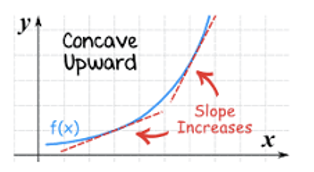 y
Concave
Upward
Slope
Increases
f(x)
x